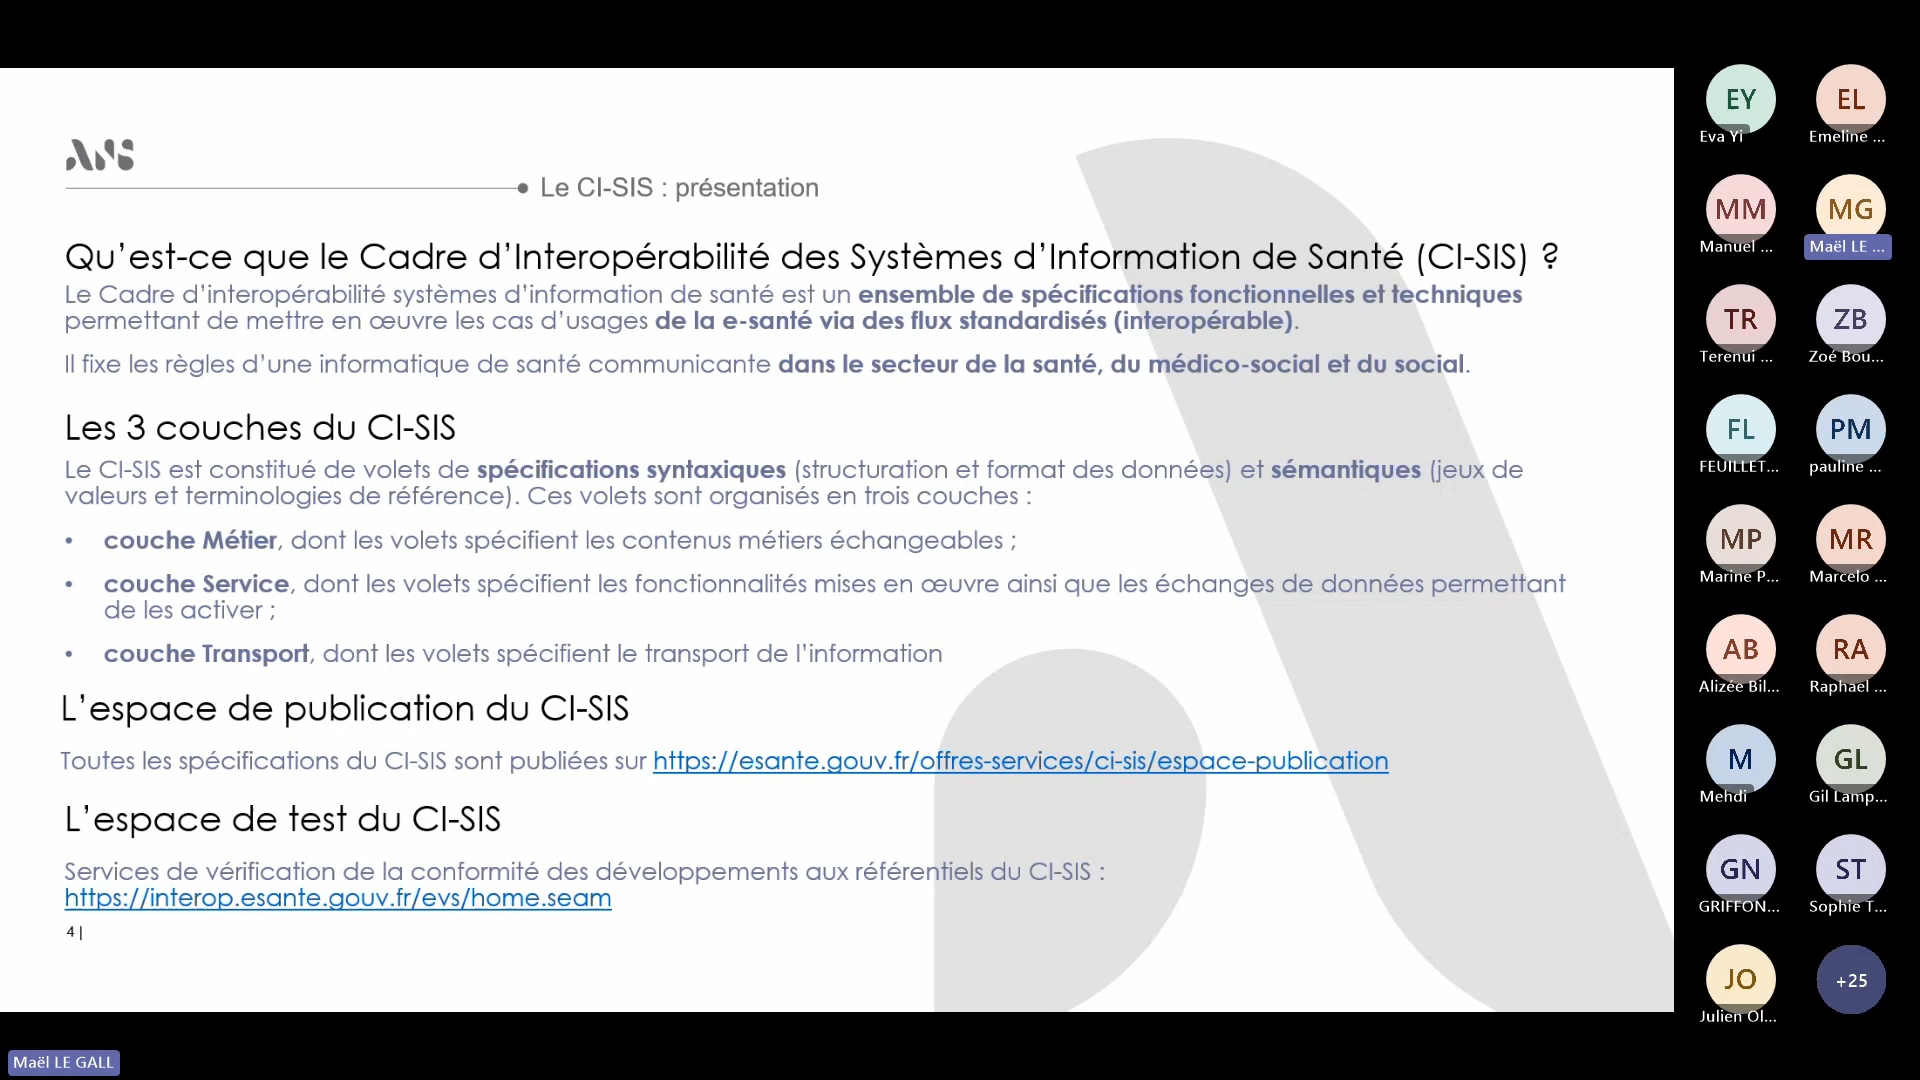 ANS
Le CI-SIS : présentation
Qu’est-ce que le Cadre d’Interopérabilité des Systèmes d’Information de Santé (CI-SIS) ?
Le Cadre d’interopérabilité systèmes d’information de santé est un ensemble de spécifications fonctionnelles et techniques
permettant de mettre en œuvre les cas d’usages de la e-santé via des flux standardisés (interopérable).
Il fixe les règles d’une informatique de santé communicante dans le secteur de la santé, du médico-social et du social.
Les 3 couches du CI-SIS
Le CI-SIS est constitué de volets de spécifications syntaxiques (structuration et format des données) et sémantiques (jeux de
valeurs et terminologies de référence). Ces volets sont organisés en trois couches :
• couche Métier, dont les volets spécifient les contenus métiers échangeables ;
• couche Service, dont les volets spécifient les fonctionnalités mises en œuvre ainsi que les échanges de données permettant
de les activer ;
• couche Transport, dont les volets spécifient le transport de l’information
L’espace de publication du CI-SIS
Toutes les spécifications du CI-SIS sont publiées sur https://esante.gouv.fr/offres-services/ci-sis/espace-publication
L’espace de test du CI-SIS
Services de vérification de la conformité des développements aux référentiels du CI-SIS :
https://interop.esante.gouv.fr/evs/home.seam
4 |
EY
Eva Yi
EL
Emeline ...
MM
Manuel ...
MG
Maël LE ...
TR
Terenui ...
ZB
Zoé Bou...
FL
FEUILLET...
PM
pauline ...
MP
Marine P...
MR
Marcelo ...
AB
Alizée Bil...
RA
Raphael ...
M
Mehdi
GL
Gil Lamp...
GN
GRIFFON...
ST
Sophie T...
JO
Julien Ol...
+25
Maël LE GALL